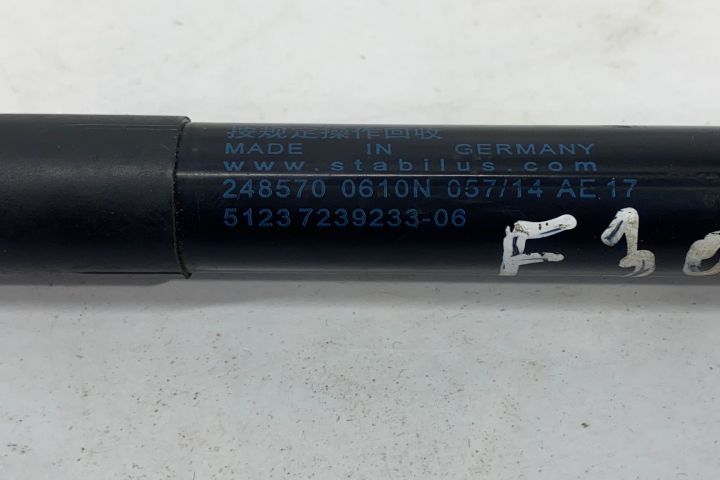 按规定操作回收
MADE IN GERMANY
www.stabilus.com
248570 0610N 057/14 AE 17
51237239233-06
F30